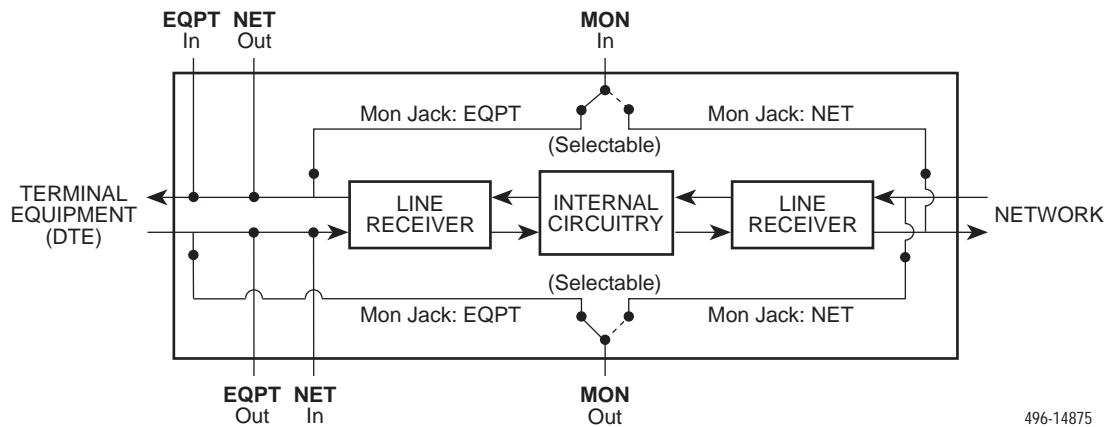 EQPT NET
In Out
MON
In
Mon Jack: EQPT
Mon Jack: NET
(Selectable)
TERMINAL
EQUIPMENT
(DTE)
LINE
RECEIVER
INTERNAL
CIRCUITRY
LINE
RECEIVER
NETWORK
(Selectable)
Mon Jack: EQPT
Mon Jack: NET
EQPT NET
Out In
MON
Out
496-14875